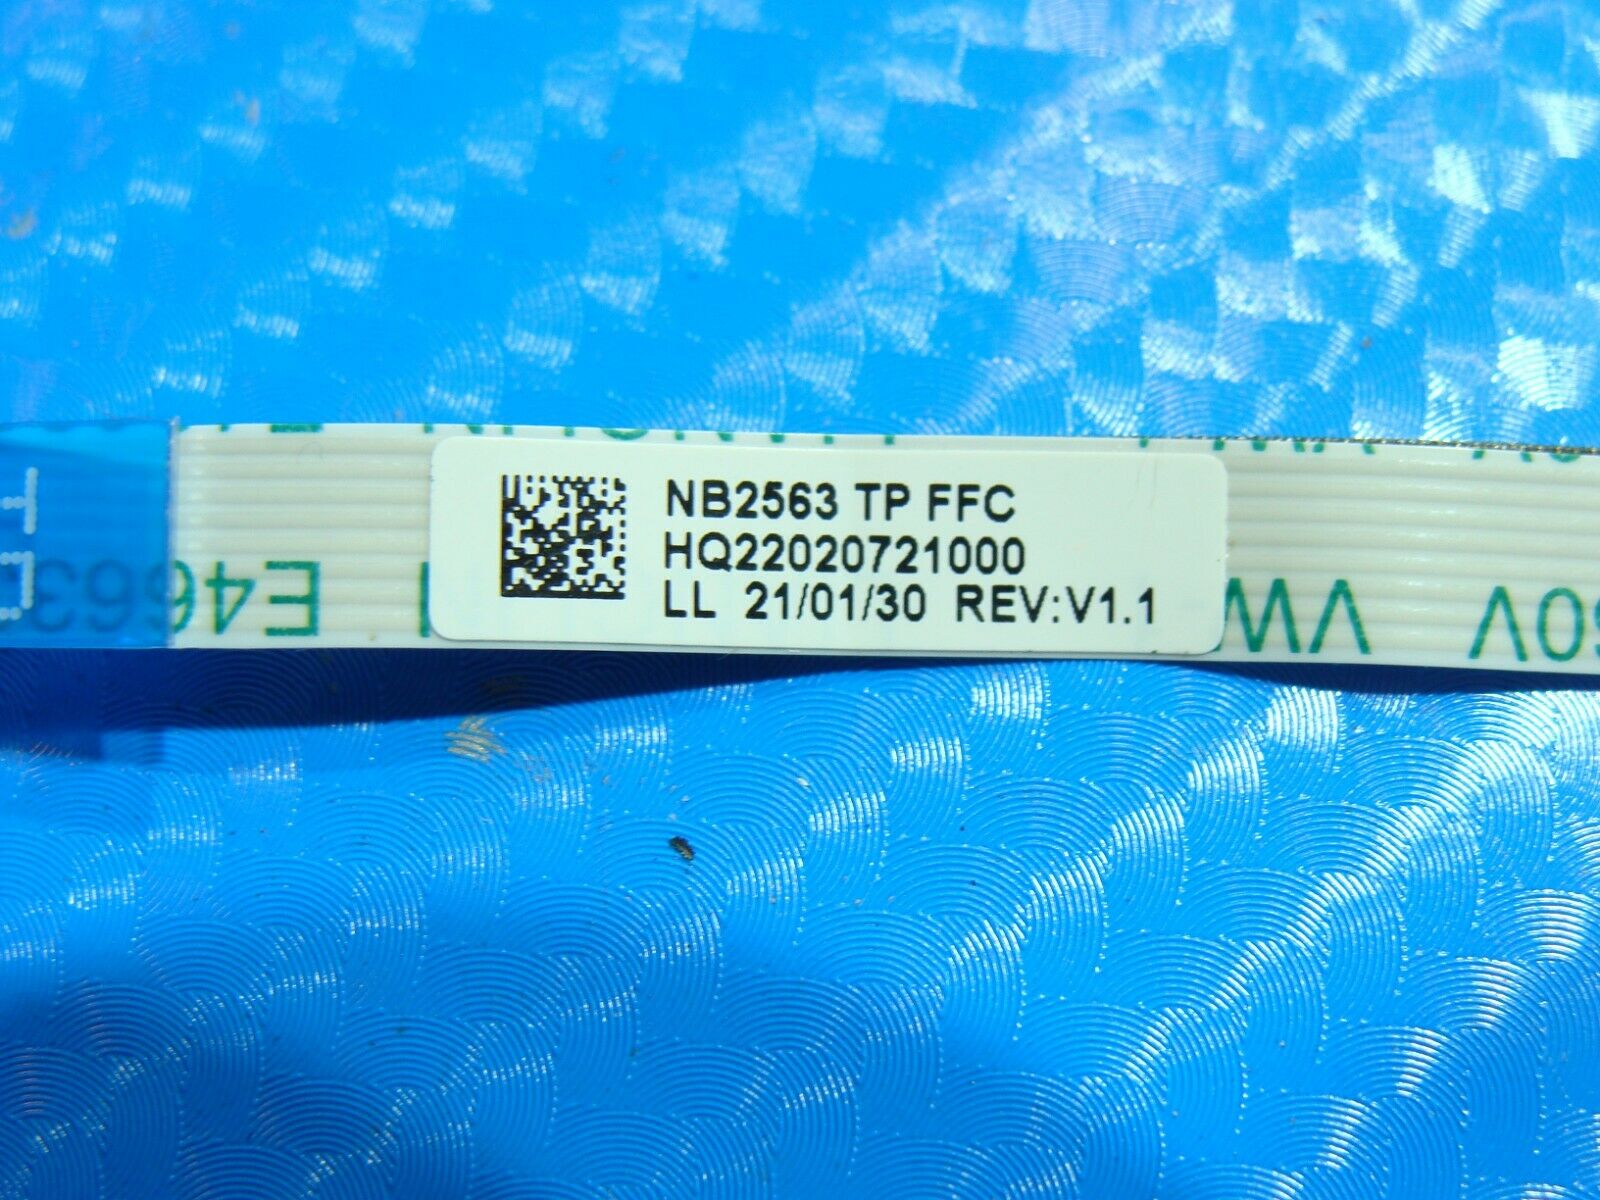 NB2563 TP FFC
HQ22020721000
LL 21/01/30 REV:V1.1